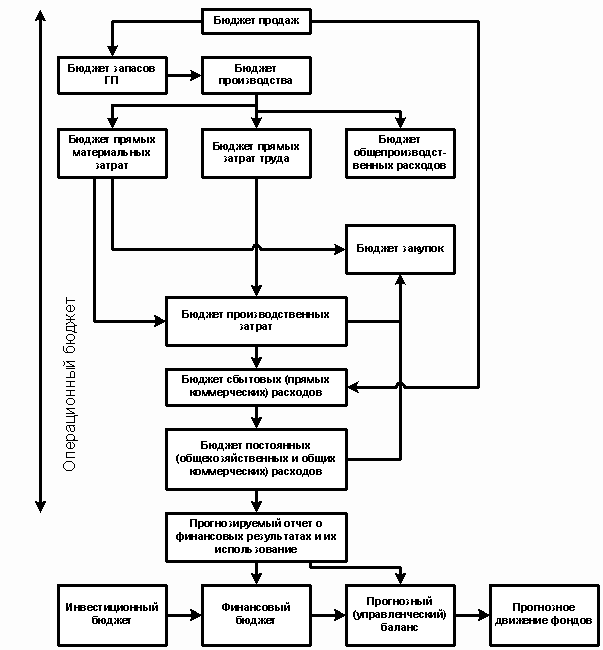 Бюджет продаж
Бюджет запасов
ГП
Бюджет
производства
Бюджет прямых
материальных
затрат
Бюджет прямых
затрат труда
Бюджет
общепроизводст-
венных расходов
Бюджет закупок
Операционный бюджет
Бюджет производственных
затрат
Бюджет сбытовых (прямых
коммерческих) расходов
Бюджет постоянных
(общехозяйственных и общих
коммерческих) расходов
Прогнозируемый отчет о
финансовых результатах и их
использование
Инвестиционный
бюджет
Финансовый
бюджет
Прогнозный
(управленческий)
баланс
Прогнозное
движение фондов